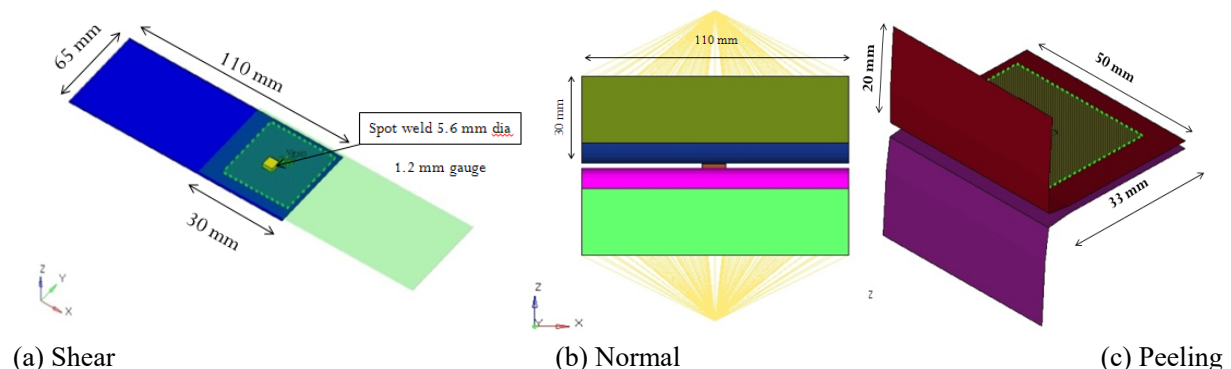 65 mm
110 mm
Spot weld 5.6 mm dia
1.2 mm gauge
30 mm
Z
Y
X
(a) Shear
110 mm
30 mm
Z
Y
X
(b) Normal
20 mm
50 mm
33 mm
Z
(c) Peeling